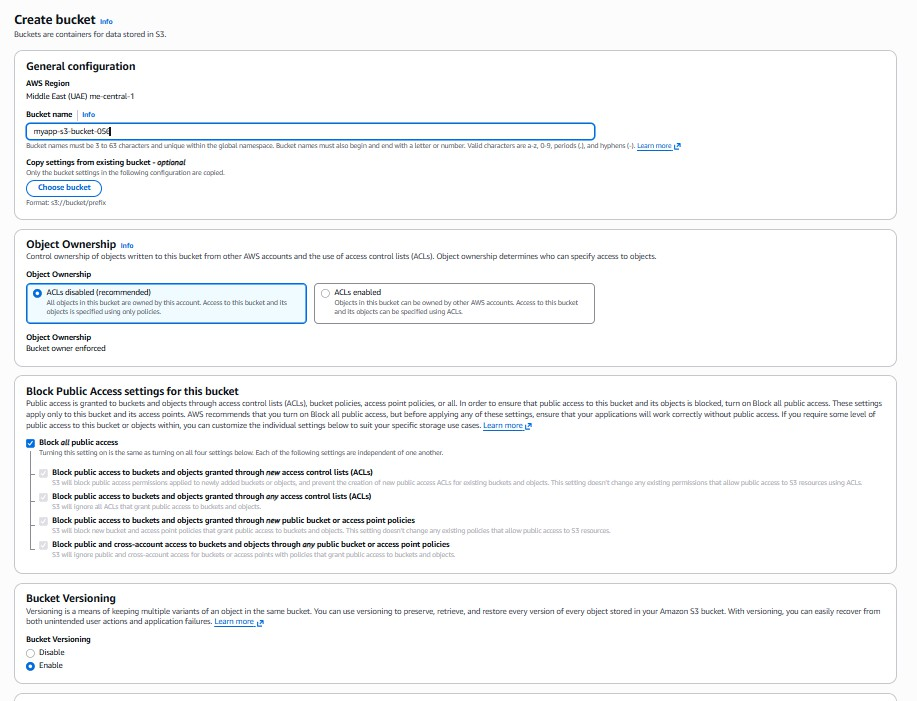 Create bucket Info
Buckets are containers for data stored in S3.
General configuration
AWS Region
Middle East (UAE) me-central-1
Bucket name Info
myapp-s3-bucket-056
Bucket names must be 3 to 63 characters and unique within the global namespace. Bucket names must also begin and end with a letter or number. Valid characters are a-z, 0-9, periods (.), and hyphens (-). Learn more
Copy settings from existing bucket - optional
Only the bucket settings in the following configuration are copied.
Choose bucket
Format: s3://bucket/prefix
Object Ownership Info
Control ownership of objects written to this bucket from other AWS accounts and the use of access control lists (ACLs). Object ownership determines who can specify access to objects.
Object Ownership
ACLs disabled (recommended)
All objects in this bucket are owned by this account. Access to this bucket and its
objects is specified using only policies.
ACLs enabled
Objects in this bucket can be owned by other AWS accounts. Access to this bucket
and its objects can be specified using ACLs.
Object Ownership
Bucket owner enforced
Block Public Access settings for this bucket
Public access is granted to buckets and objects through access control lists (ACLs), bucket policies, access point policies, or all. In order to ensure that public access to this bucket and its objects is blocked, turn on Block all public access. These settings
apply only to this bucket and its access points. AWS recommends that you turn on Block all public access, but before applying any of these settings, ensure that your applications will work correctly without public access. If you require some level of
public access to this bucket or objects within, you can customize the individual settings below to suit your specific storage use cases. Learn more
Block all public access
Turning this setting on is the same as turning on all four settings below. Each of the following settings are independent of one another.
Block public access to buckets and objects granted through new access control lists (ACLs)
S3 will block public access permissions applied to newly added buckets or objects, and prevent the creation of new public access ACLs for existing buckets and objects. This setting doesn't change any existing permissions that allow public access to S3 resources using ACLs.
Block public access to buckets and objects granted through any access control lists (ACLs)
S3 will ignore all ACLs that grant public access to buckets and objects.
Block public access to buckets and objects granted through new public bucket or access point policies
S3 will block new bucket and access point policies that grant public access to buckets and objects. This setting doesn't change any existing policies that allow public access to S3 resources.
Block public and cross-account access to buckets and objects through any public bucket or access point policies
S3 will ignore public and cross-account access for buckets or access points with policies that grant public access to buckets and objects.
Bucket Versioning
Versioning is a means of keeping multiple variants of an object in the same bucket. You can use versioning to preserve, retrieve, and restore every version of every object stored in your Amazon S3 bucket. With versioning, you can easily recover from
both unintended user actions and application failures. Learn more
Bucket Versioning
Disable
Enable